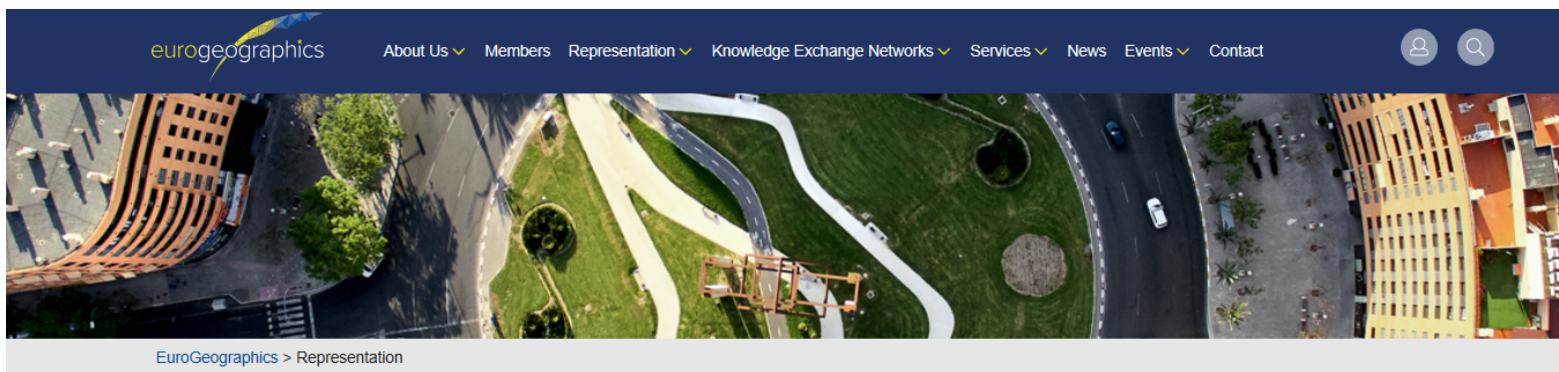 eurogeographics
About Us Members Representation Knowledge Exchange Networks Services News Events Contact
EuroGeographics > Representation